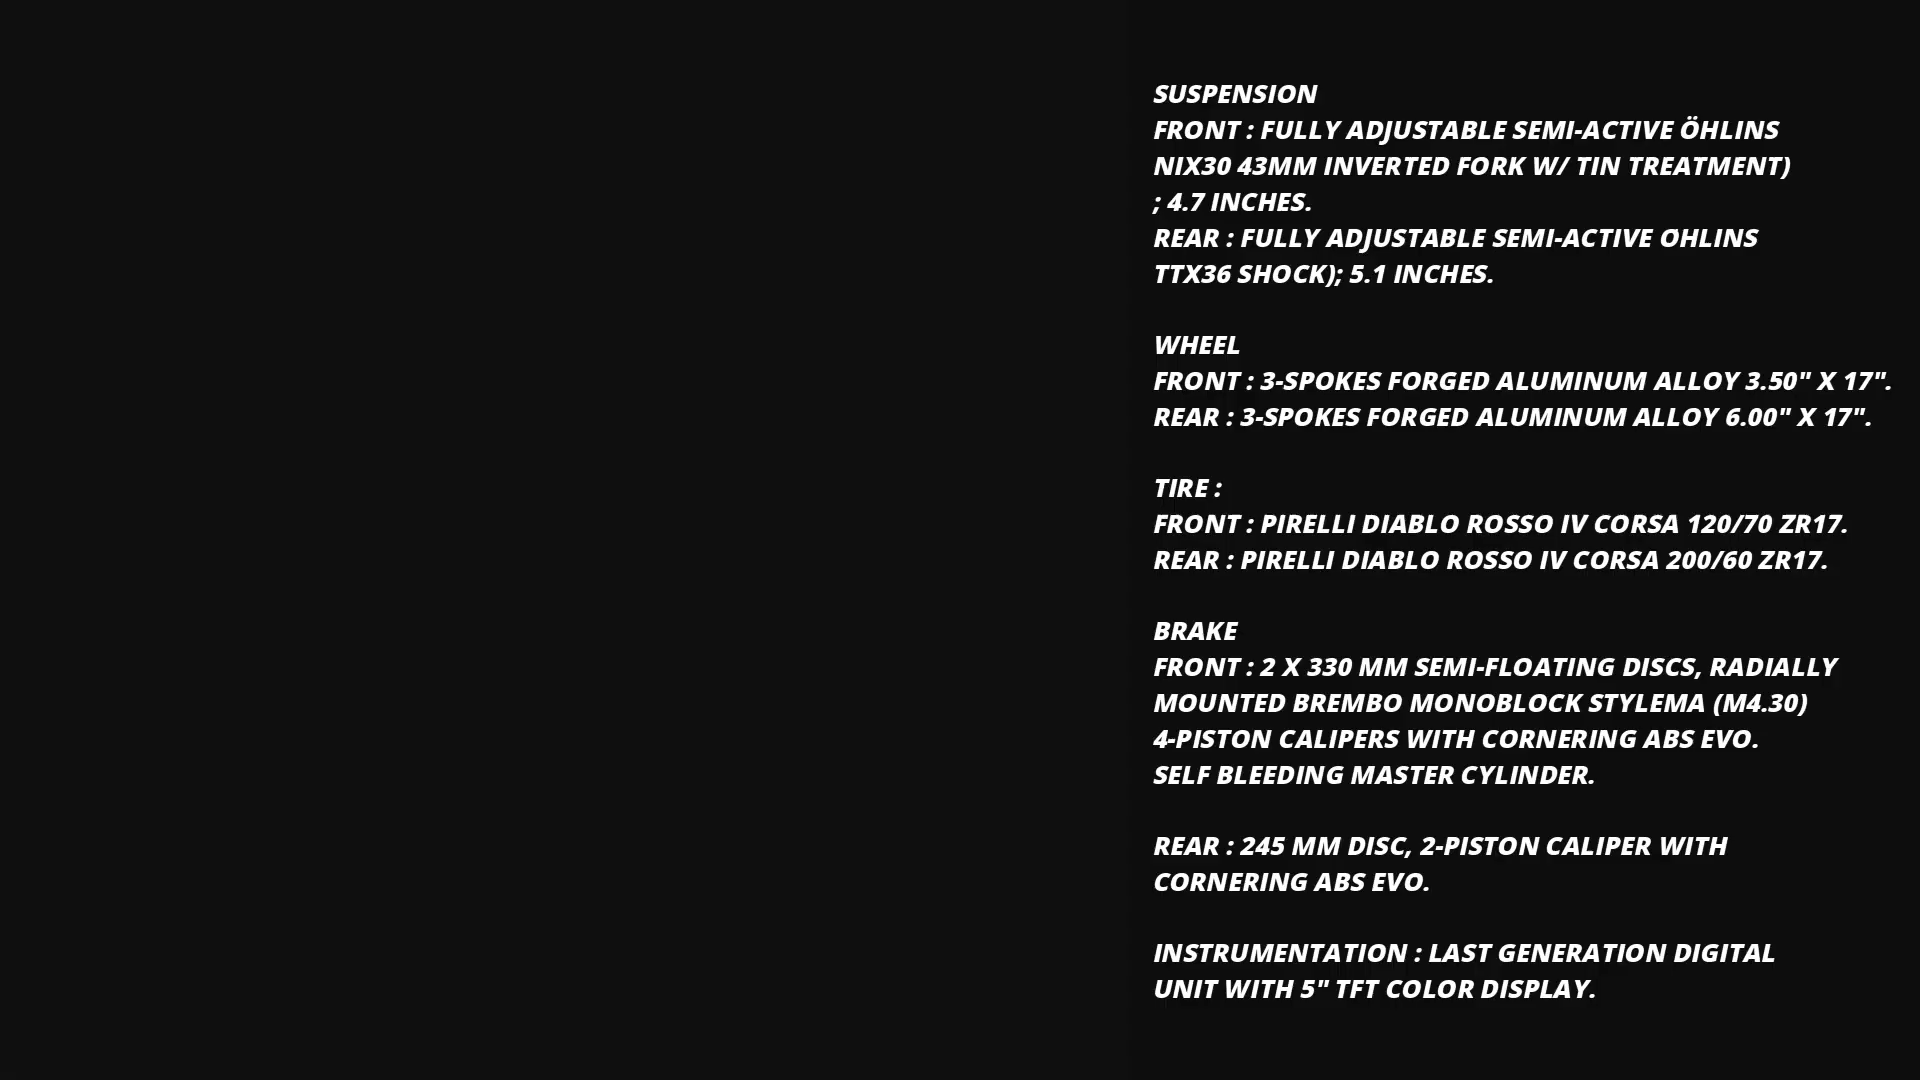 SUSPENSION
FRONT : FULLY ADJUSTABLE SEMI-ACTIVE ÖHLINS
NIX30 43MM INVERTED FORK W/ TIN TREATMENT)
; 4.7 INCHES.
REAR : FULLY ADJUSTABLE SEMI-ACTIVE OHLINS
TTX36 SHOCK); 5.1 INCHES.
WHEEL
FRONT : 3-SPOKES FORGED ALUMINUM ALLOY 3.50" X 17".
REAR : 3-SPOKES FORGED ALUMINUM ALLOY 6.00" X 17".
TIRE :
FRONT : PIRELLI DIABLO ROSSO IV CORSA 120/70 ZR17.
REAR : PIRELLI DIABLO ROSSO IV CORSA 200/60 ZR17.
BRAKE
FRONT : 2 X 330 MM SEMI-FLOATING DISCS, RADIALLY
MOUNTED BREMBO MONOBLOCK STYLEMA (M4.30)
4-PISTON CALIPERS WITH CORNERING ABS EVO.
SELF BLEEDING MASTER CYLINDER.
REAR : 245 MM DISC, 2-PISTON CALIPER WITH
CORNERING ABS EVO.
INSTRUMENTATION : LAST GENERATION DIGITAL
UNIT WITH 5" TFT COLOR DISPLAY.